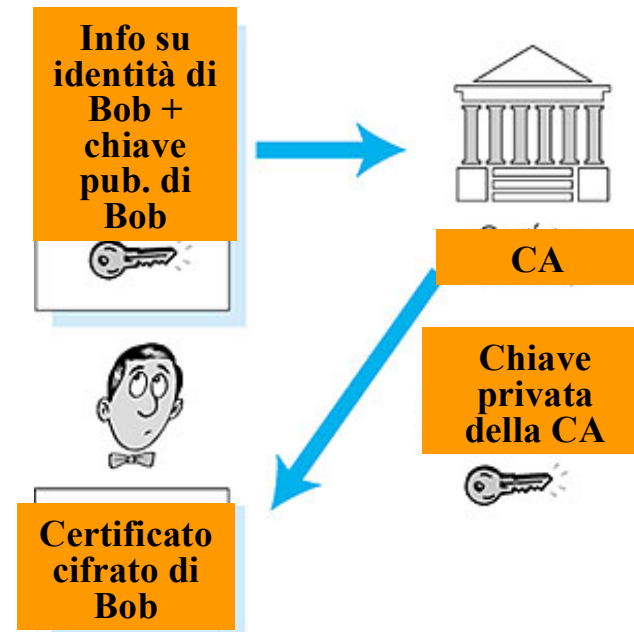 Info su
identità di
Bob +
chiave
pub. di
Bob
CA
Chiave
privata
della CA
Certificato
cifrato di
Bob